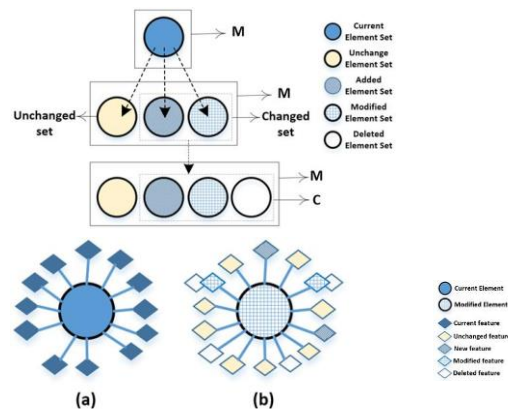 M
Current
Element Set
Unchange
Element Set
Added
Element Set
Modified
Element Set
Deleted
Element Set
M
Unchanged
set
Changed
set
M
C
Current Element
Modified Element
Current feature
Unchanged feature
New feature
Modified feature
Deleted feature
(a)
(b)